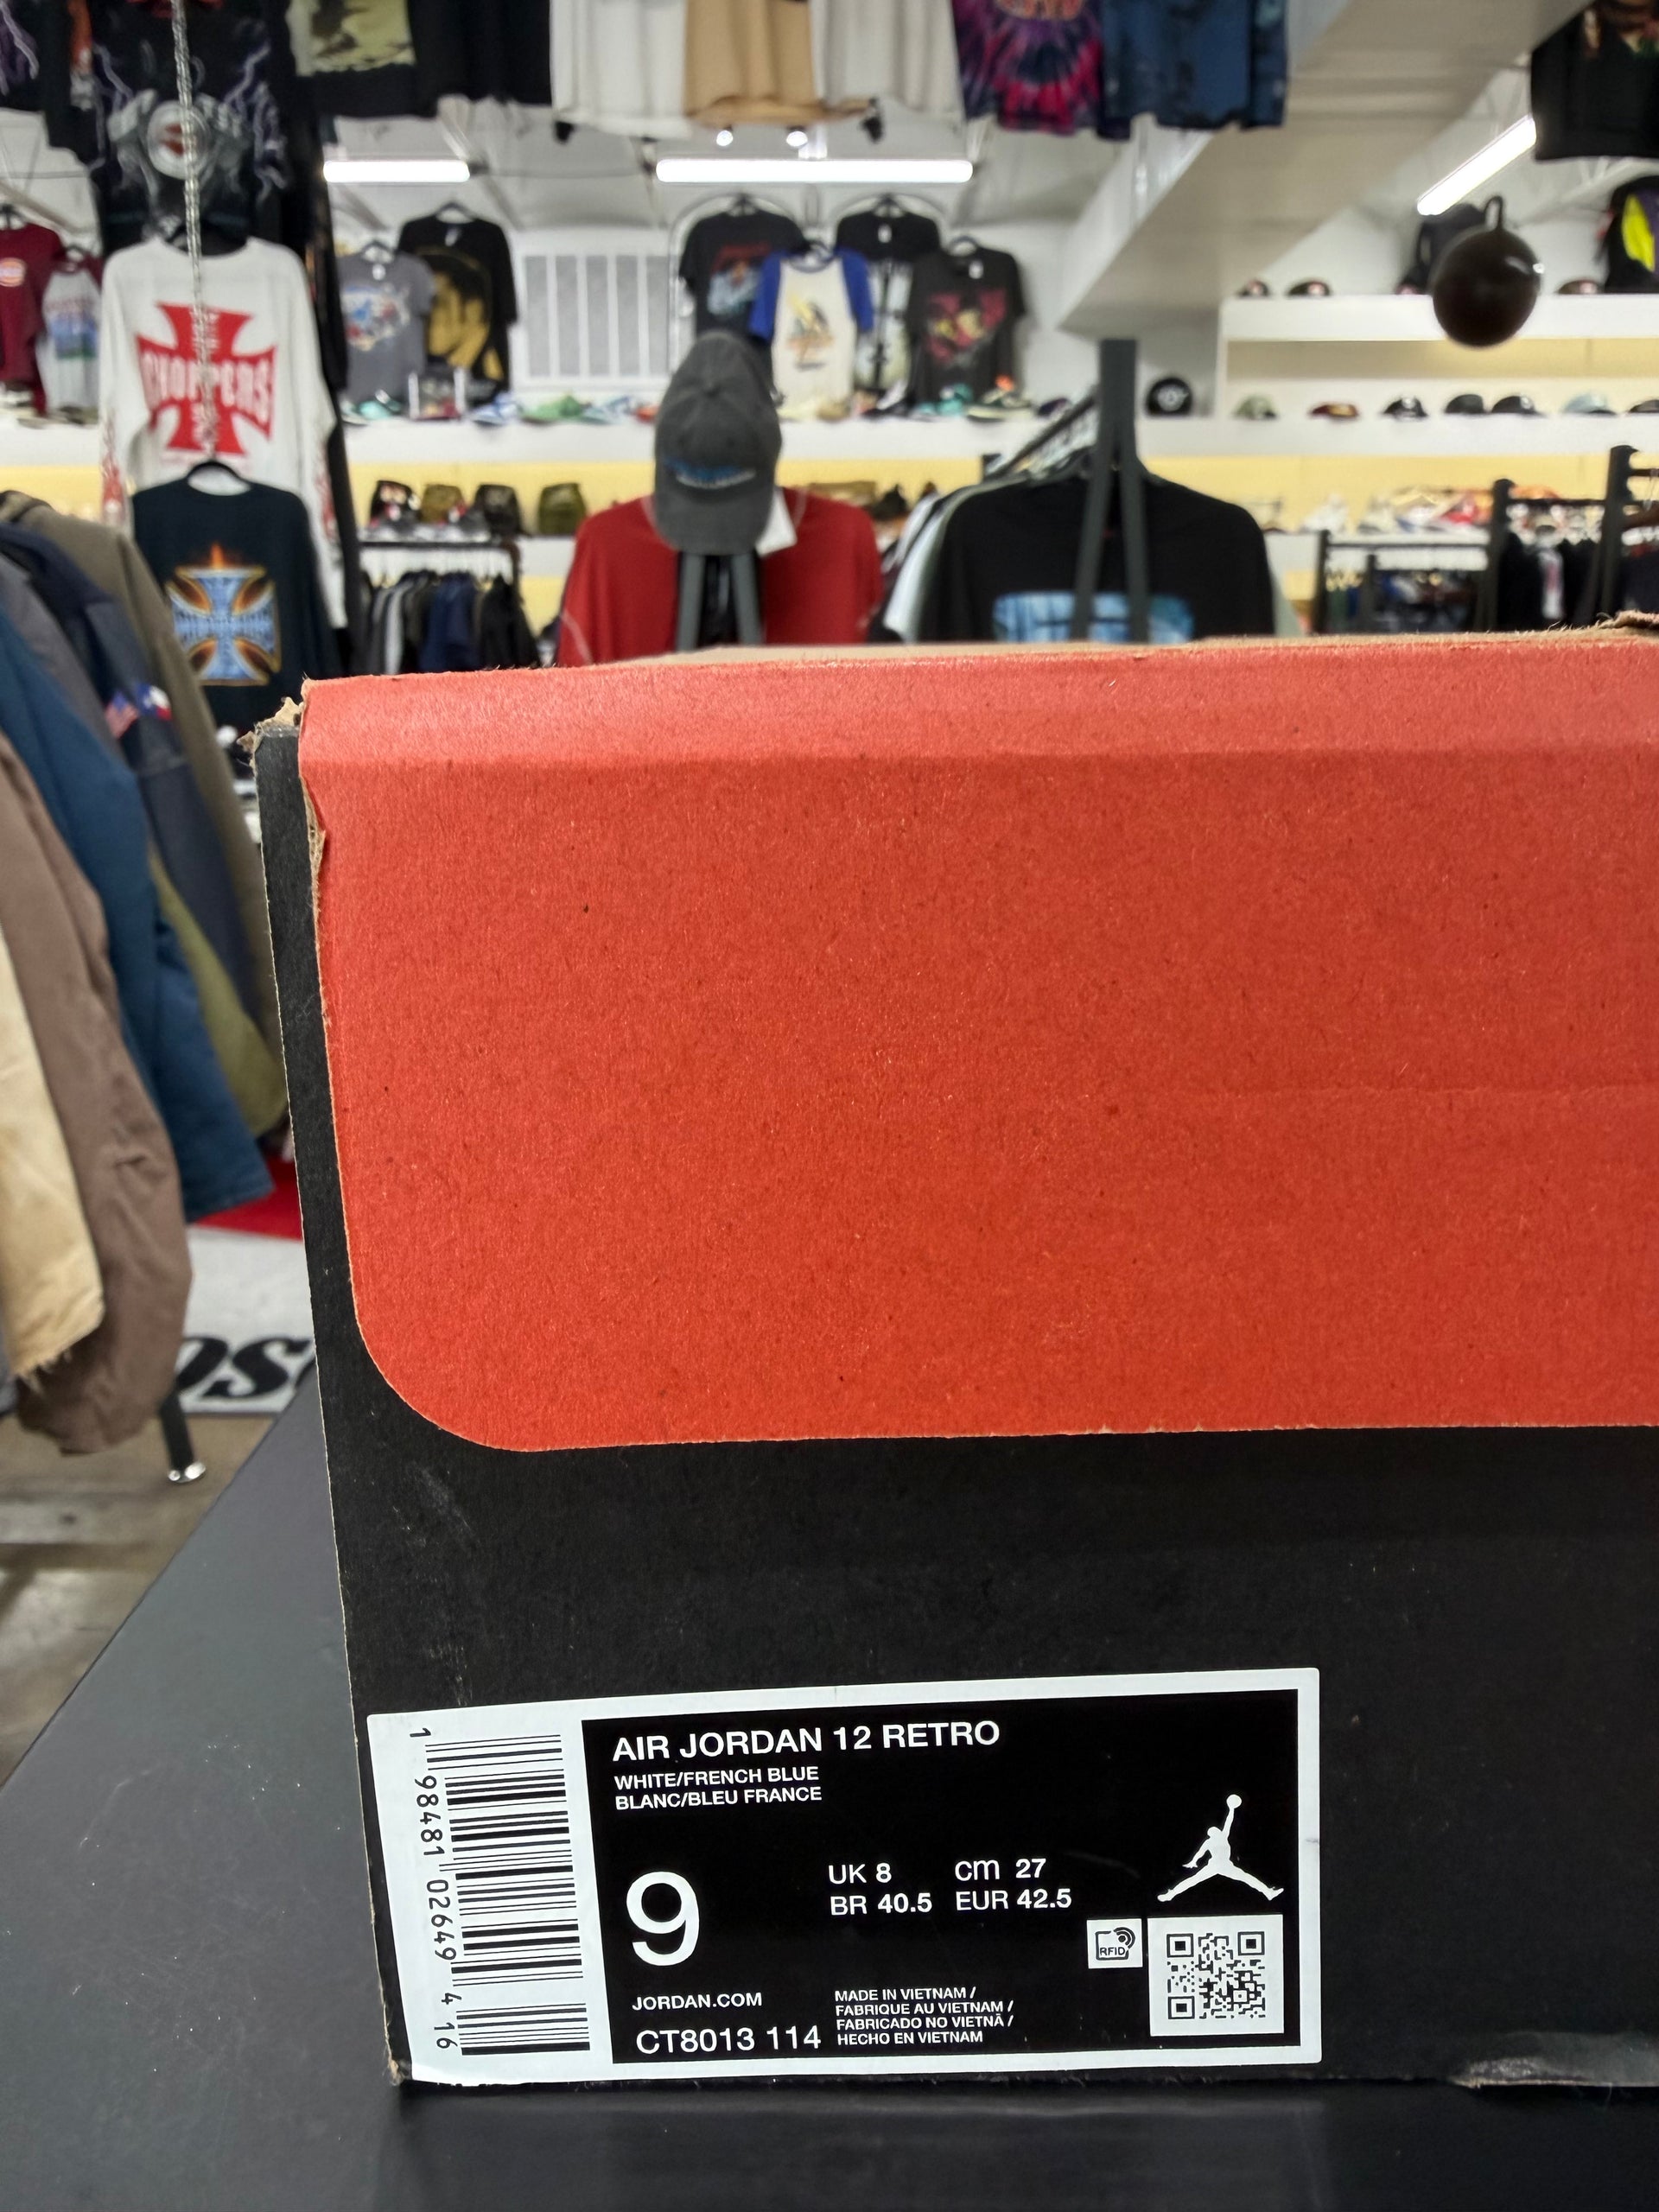 CHOPPERS
AIR JORDAN 12 RETRO
WHITE/FRENCH BLUE
BLANC/BLEU FRANCE
9
UK 8 cm 27
BR 40.5 EUR 42.5
RFID
JORDAN.COM
CT8013 114
MADE IN VIETNAM /
FABRIQUE AU VIETNAM /
FABRICADO NO VIETNÃ /
HECHO EN VIETNAM
1 98481 02649 4 16